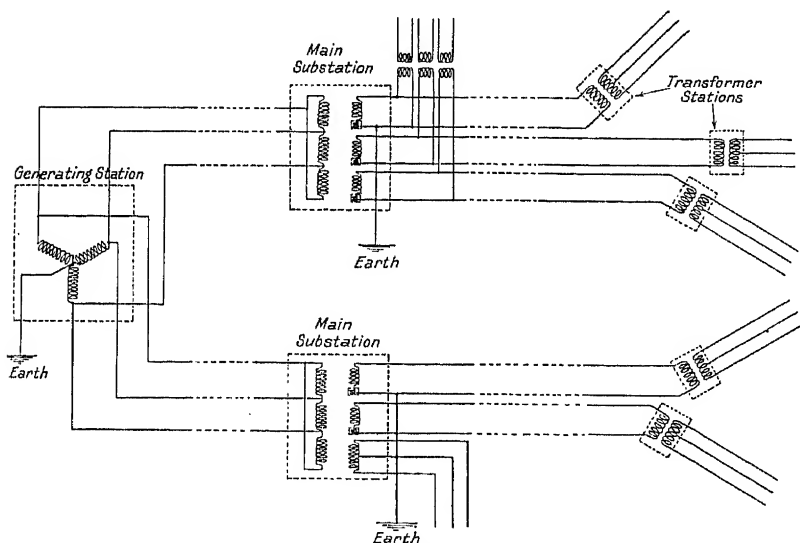 Main
Substation
Transformer
Stations
Generating Station
Earth
Earth
Main
Substation
Earth